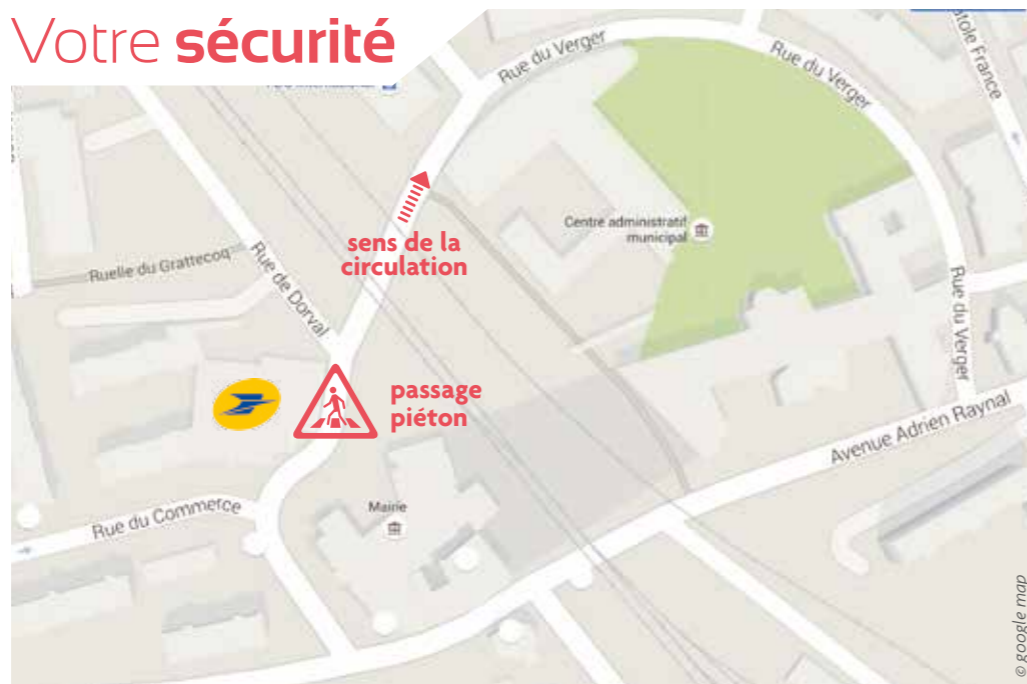 Votre sécurité
Rue du Verger
Rue du Verger
Rue du Verger
sens de la
circulation
Centre administratif
municipal
Ruelle du Grattecoq
Rue de Dorval
passage
piéton
Avenue Adrien Raynal
Rue du Commerce
Mairie
France
© google map